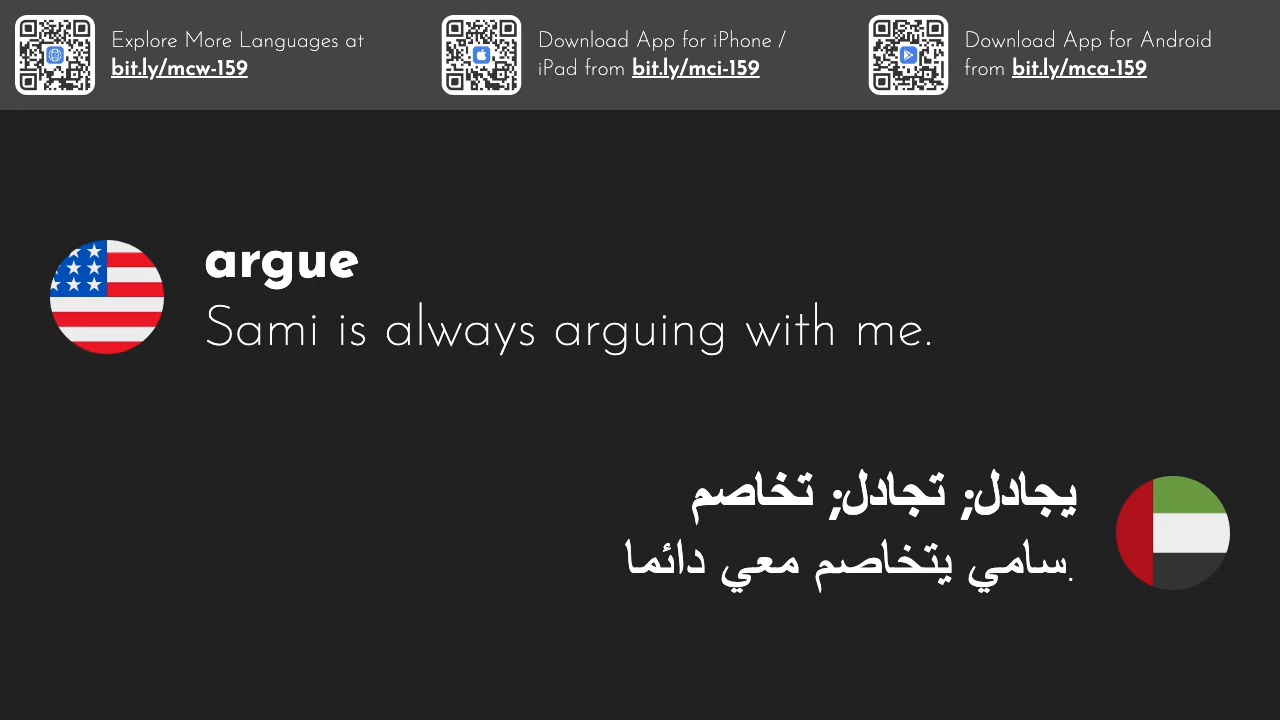 Explore More Languages at
bit.ly/mcw-159
Download App for iPhone /
iPad from bit.ly/mci-159
Download App for Android
from bit.ly/mca-159
argue
Sami is always arguing with me.
يجادل; تجادل; تخاصم
سامي يتخاصم معي دائما.